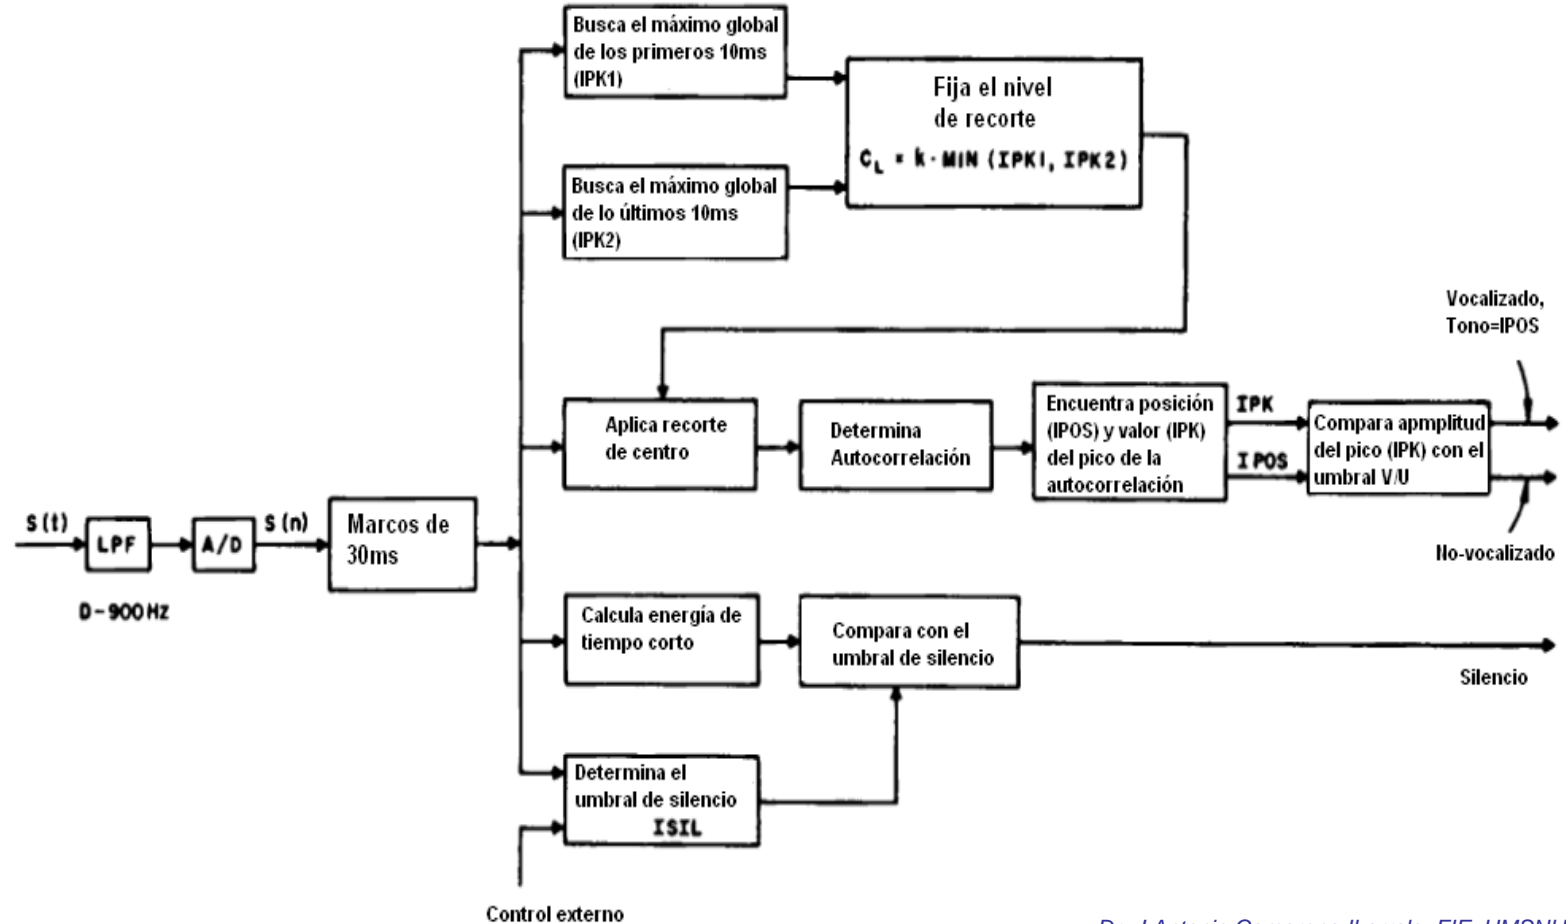 Busca el máximo global
de los primeros 10ms
(IPK1)
Fija el nivel
de recorte
C_L = k · MIN (IPK1, IPK2)
Busca el máximo global
de lo últimos 10ms
(IPK2)
Vocalizado,
Tono=IPOS
Aplica recorte
de centro
Determina
Autocorrelación
Encuentra posición
(IPOS) y valor (IPK)
del pico de la
autocorrelación
IPK
IPOS
Compara apmplitud
del pico (IPK) con el
umbral V/U
No-vocalizado
S(t)
LPF
A/D
S(n)
Marcos de
30ms
D-900HZ
Calcula energía de
tiempo corto
Compara con el
umbral de silencio
Silencio
Determina el
umbral de silencio
ISIL
Control externo